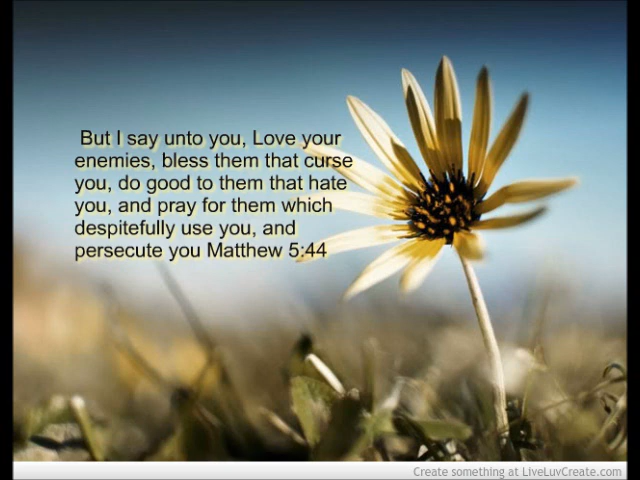 But I say unto you, Love your
enemies, bless them that curse
you, do good to them that hate
you, and pray for them which
despitefully use you, and
persecute you Matthew 5:44
Create something at LiveLuvCreate.com